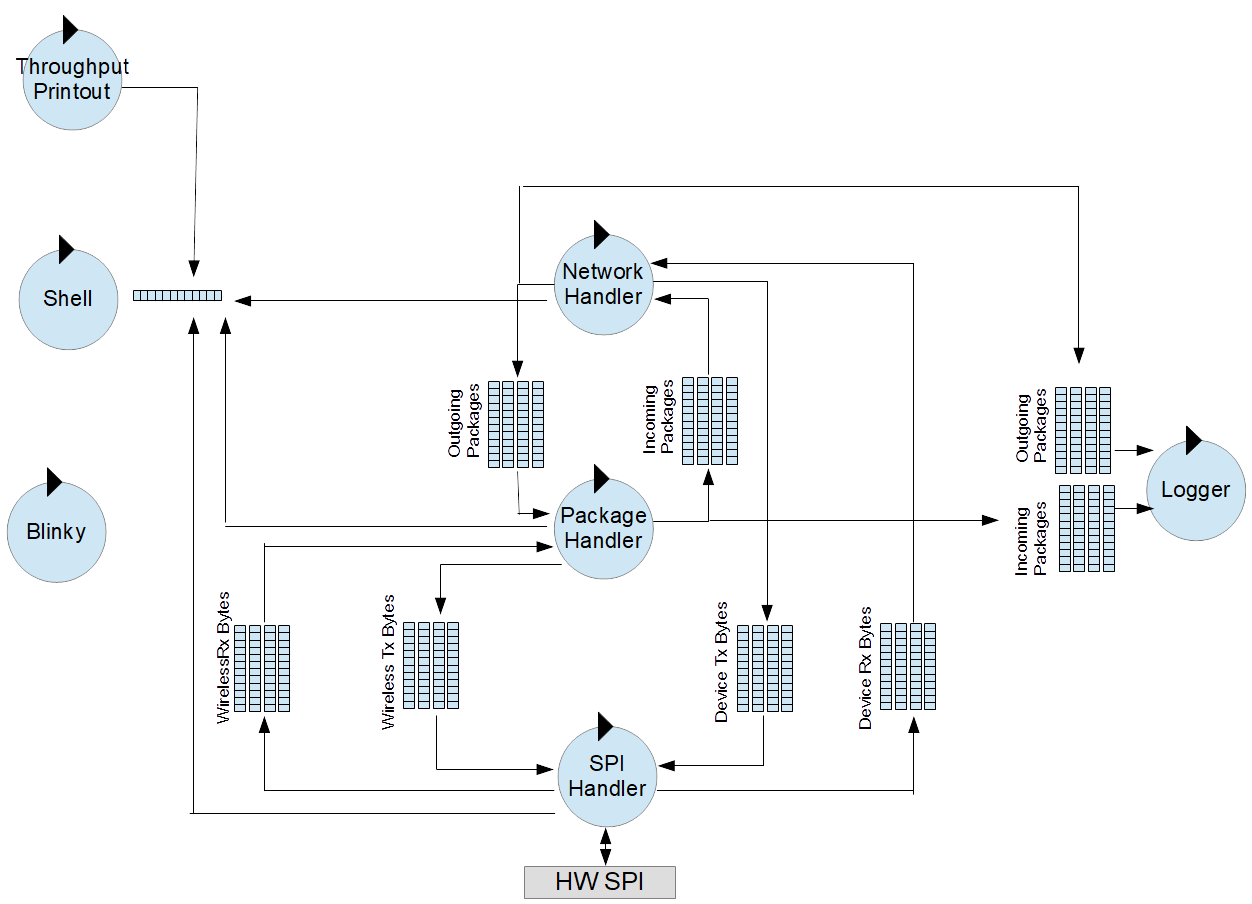 Throughput
Printout
Shell
Blinky
Network
Handler
Outgoing
Packages
Incoming
Packages
Package
Handler
WirelessRx Bytes
Wireless Tx Bytes
Device Tx Bytes
Device Rx Bytes
SPI
Handler
HW SPI
Outgoing
Packages
Incoming
Packages
Logger